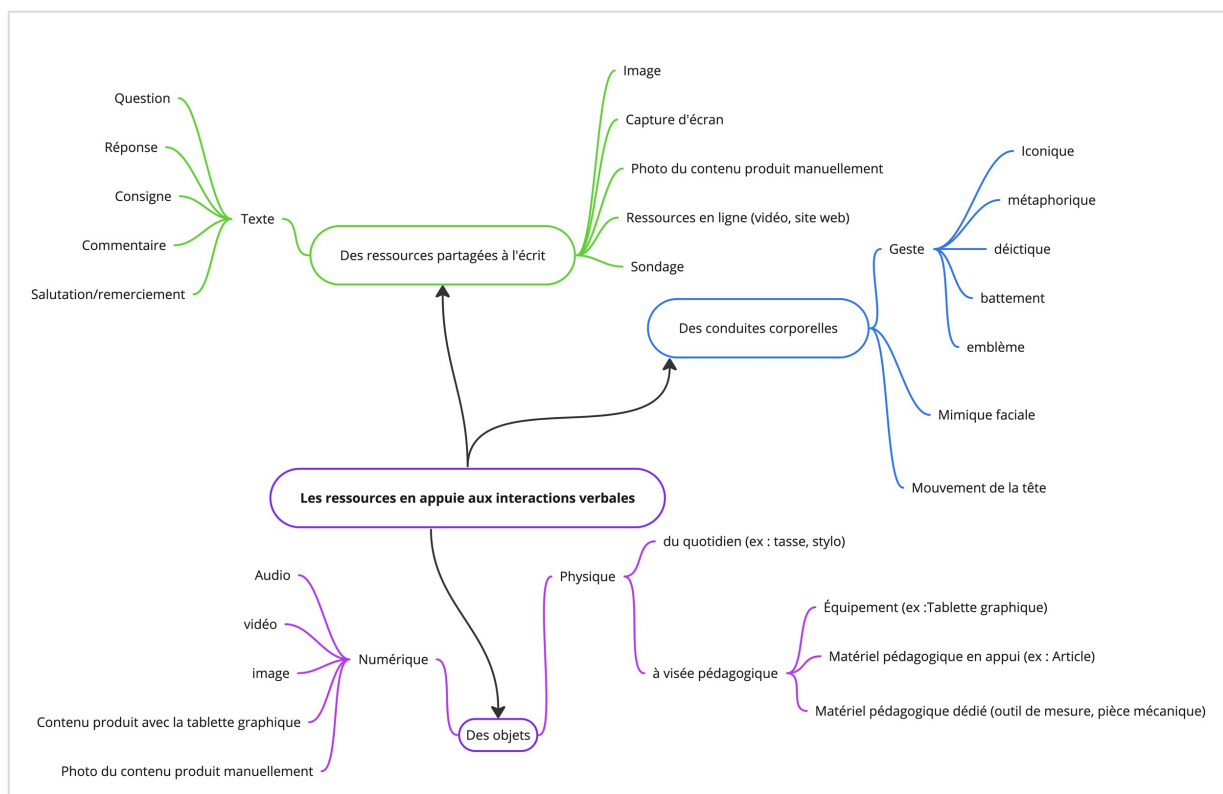 Image
Question
Capture d'écran
Réponse
Iconique
Photo du contenu produit manuellement
Consigne
métaphorique
Texte
Ressources en ligne (vidéo, site web)
Commentaire
Geste
déictique
Des ressources partagées à l'écrit
Sondage
Salutation/remerciement
battement
Des conduites corporelles
emblème
Mimique faciale
Mouvement de la tête
Les ressources en appuie aux interactions verbales
du quotidien (ex : tasse, stylo)
Audio
Physique
Équipement (ex :Tablette graphique)
vidéo
Numérique
Matériel pédagogique en appui (ex : Article)
image
à visée pédagogique
Contenu produit avec la tablette graphique
Matériel pédagogique dédié (outil de mesure, pièce mécanique)
Des objets
Photo du contenu produit manuellement